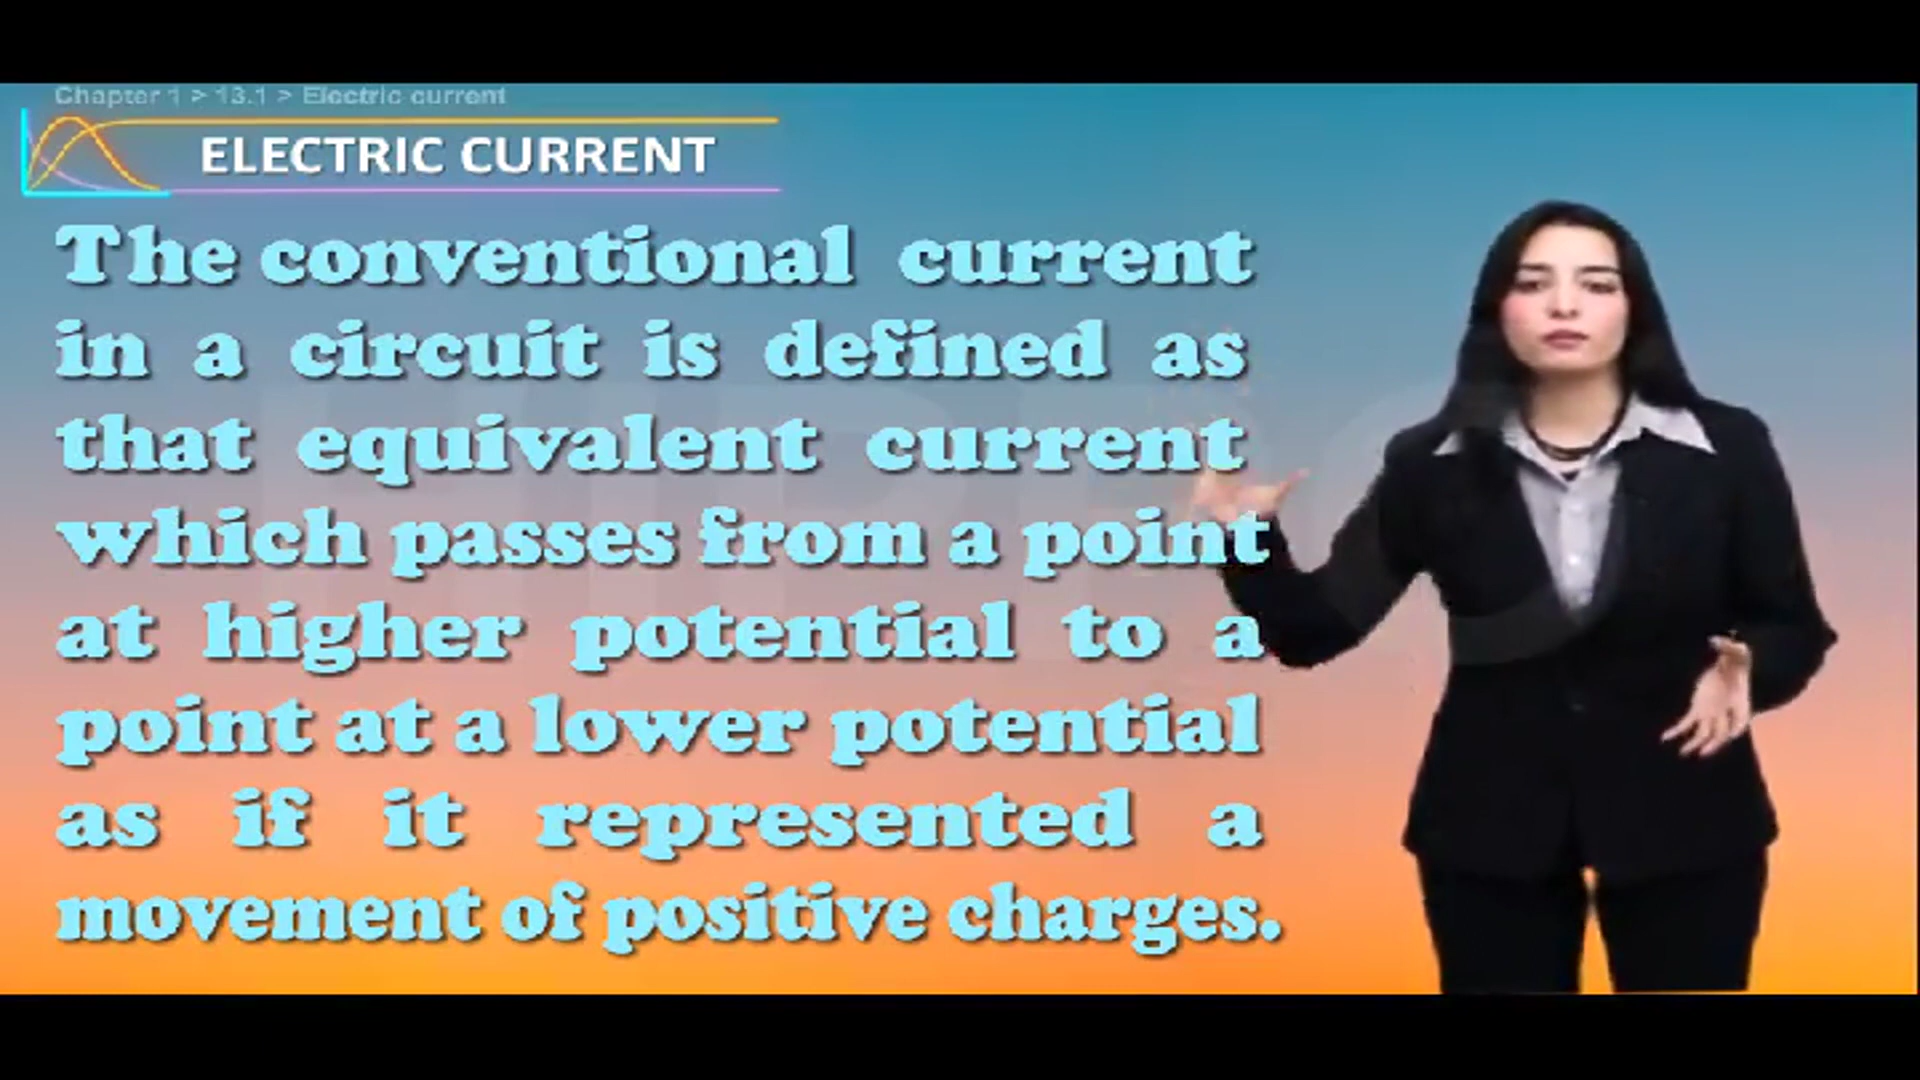 Chapter 1 > 13.1 > Electric current
ELECTRIC CURRENT
The conventional current
in a circuit is defined as
that equivalent current
which passes from a point
at higher potential to a
point at a lower potential
as if it represented a
movement of positive charges.